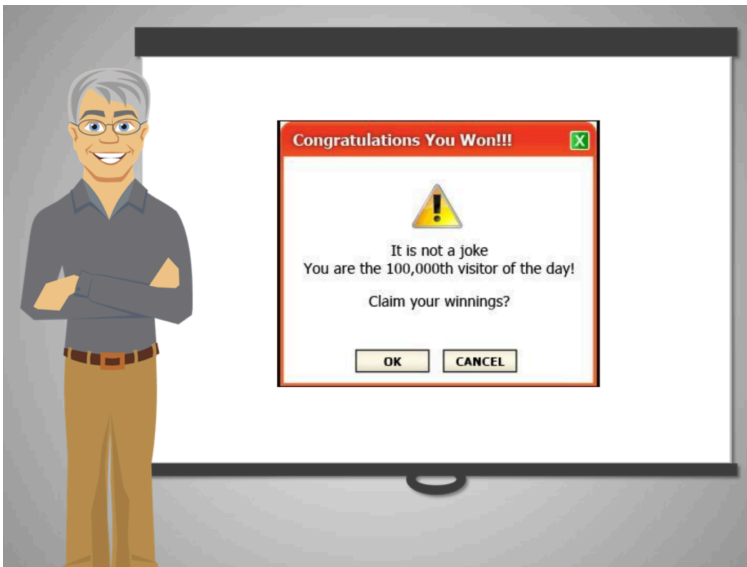 Congratulations You Won!!!
It is not a joke
You are the 100,000th visitor of the day!
Claim your winnings?
OK CANCEL